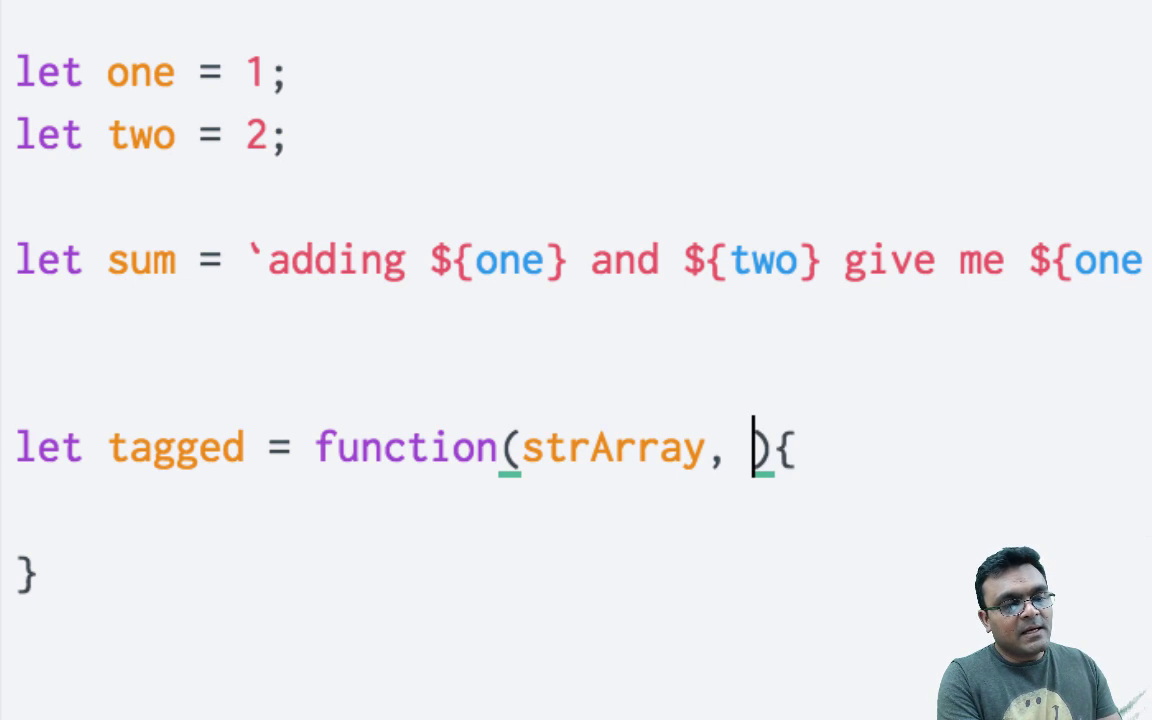 let one = 1;
let two = 2;
let sum = `adding ${one} and ${two} give me ${one
let tagged = function(strArray, ){
}